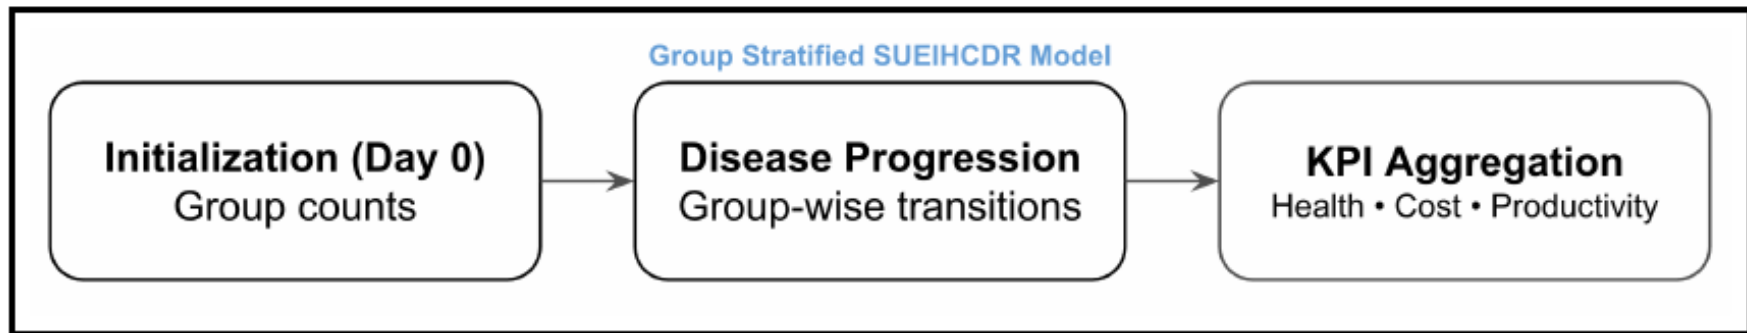 Group Stratified SUEIHCDR Model
Initialization (Day 0)
Group counts
Disease Progression
Group-wise transitions
KPI Aggregation
Health • Cost • Productivity